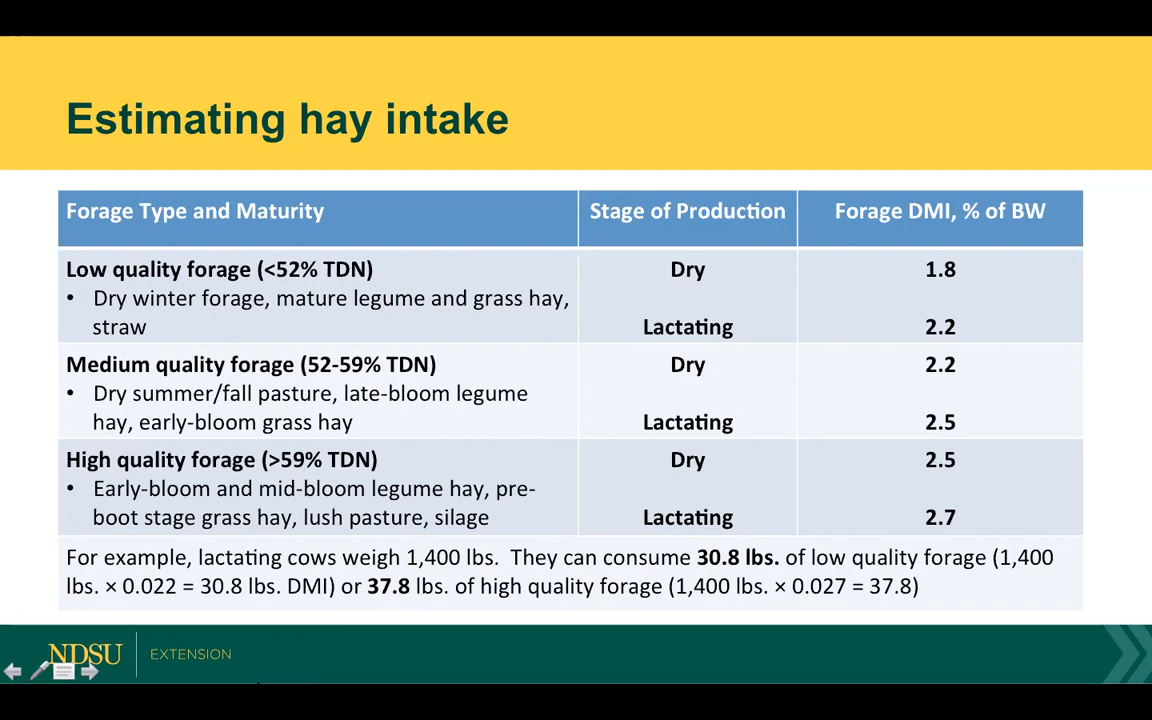 Estimating hay intake
Forage Type and Maturity
Stage of Production
Forage DMI, % of BW
Low quality forage (<52% TDN)
• Dry winter forage, mature legume and grass hay,
straw
Dry
Lactating
1.8
2.2
Medium quality forage (52-59% TDN)
• Dry summer/fall pasture, late-bloom legume
hay, early-bloom grass hay
Dry
Lactating
2.2
2.5
High quality forage (>59% TDN)
• Early-bloom and mid-bloom legume hay, pre-
boot stage grass hay, lush pasture, silage
Dry
Lactating
2.5
2.7
For example, lactating cows weigh 1,400 lbs. They can consume 30.8 lbs. of low quality forage (1,400
lbs. × 0.022 = 30.8 lbs. DMI) or 37.8 lbs. of high quality forage (1,400 lbs. × 0.027 = 37.8)
NDSU
EXTENSION